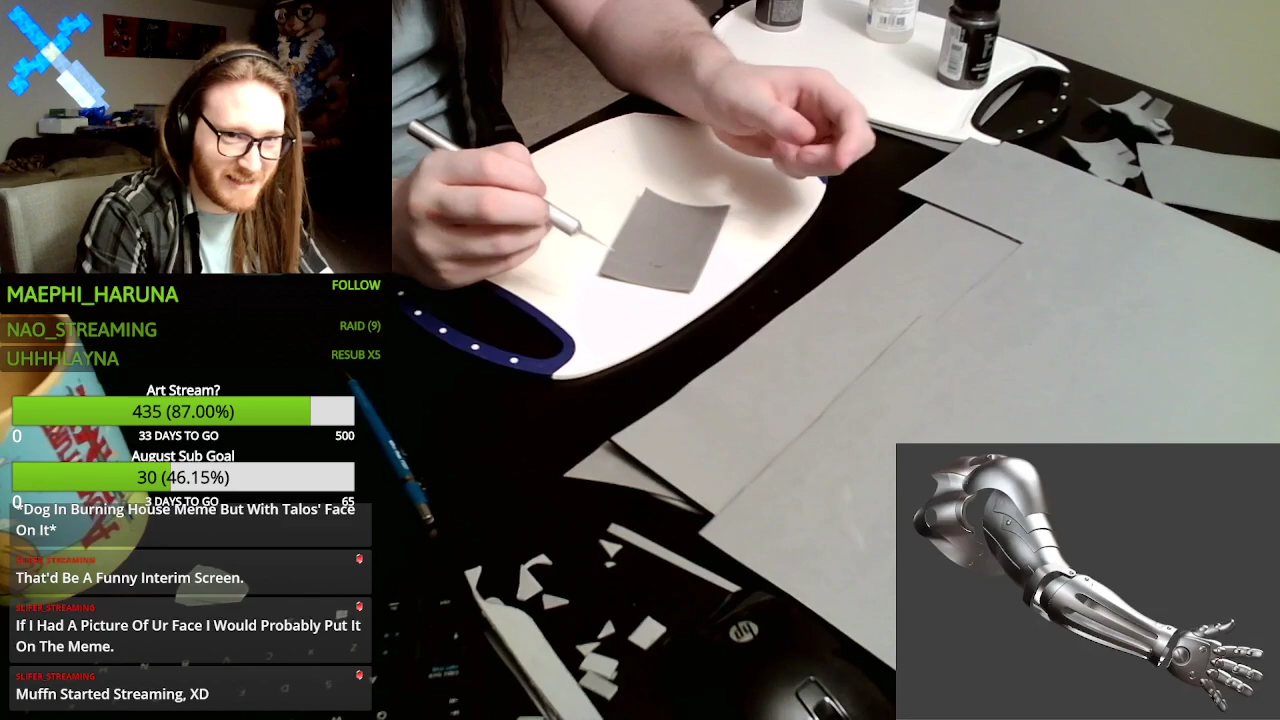 MAEPHI_HARUNA FOLLOW
NAO_STREAMING RAID (9)
UHHHLAYNA RESUB X5
Art Stream?
435 (87.00%)
0 33 DAYS TO GO 500
August Sub Goal
30 (46.15%)
0 3 DAYS TO GO 65
*Dog In Burning House Meme But With Talos' Face
On It*
SLIFER_STREAMING
That'd Be A Funny Interim Screen.
SLIFER_STREAMING
If I Had A Picture Of Ur Face I Would Probably Put It
On The Meme.
SLIFER_STREAMING
Muffn Started Streaming, XD
hp